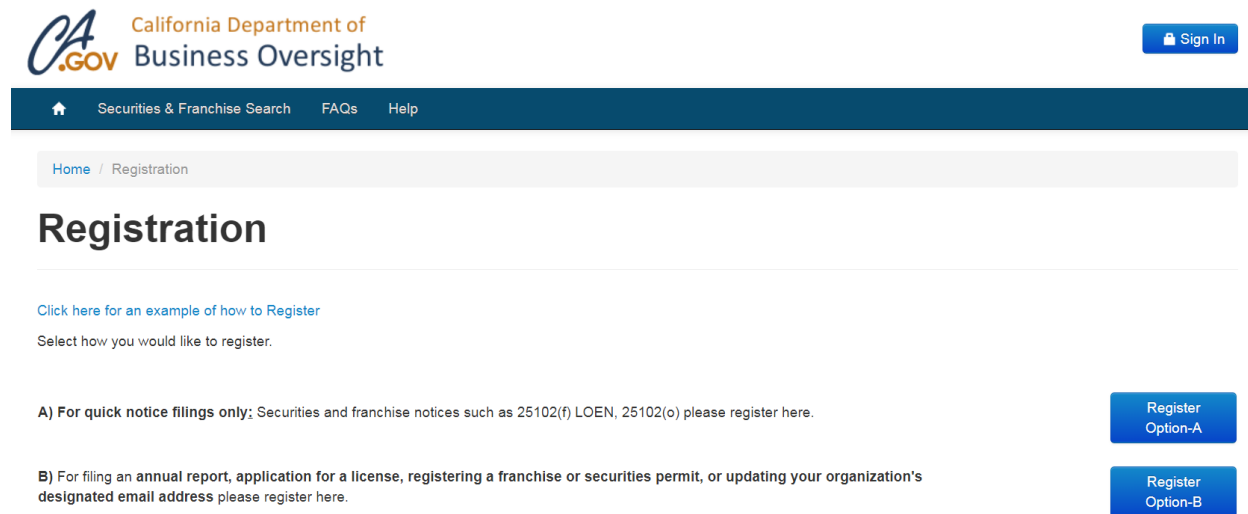 CA.GOV
California Department of
Business Oversight
Sign In
Securities & Franchise Search FAQs Help
Home / Registration
Registration
Click here for an example of how to Register
Select how you would like to register.
A) For quick notice filings only: Securities and franchise notices such as 25102(f) LOEN, 25102(o) please register here.
Register
Option-A
B) For filing an annual report, application for a license, registering a franchise or securities permit, or updating your organization's
designated email address please register here.
Register
Option-B